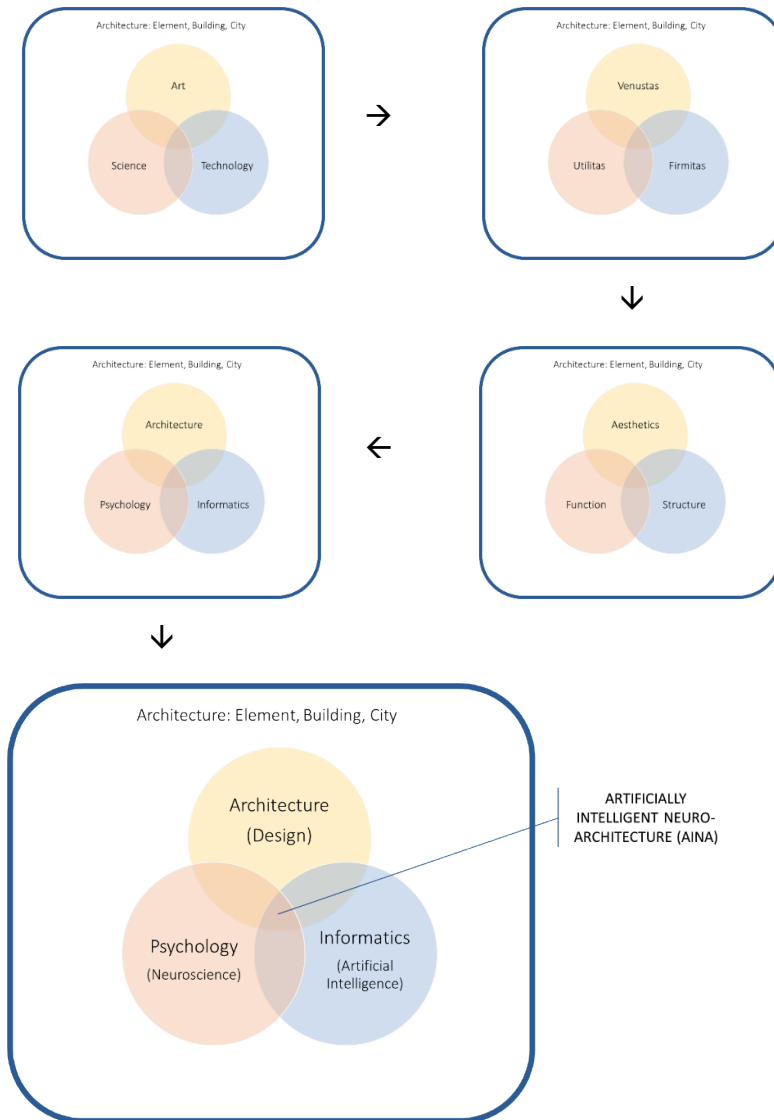 Architecture: Element, Building, City
Art
Science
Technology
Architecture: Element, Building, City
Venustas
Utilitas
Firmitas
Architecture: Element, Building, City
Architecture
Psychology
Informatics
Architecture: Element, Building, City
Aesthetics
Function
Structure
Architecture: Element, Building, City
Architecture
(Design)
Psychology
(Neuroscience)
Informatics
(Artificial
Intelligence)
ARTIFICIALLY
INTELLIGENT NEURO-
ARCHITECTURE (AINA)